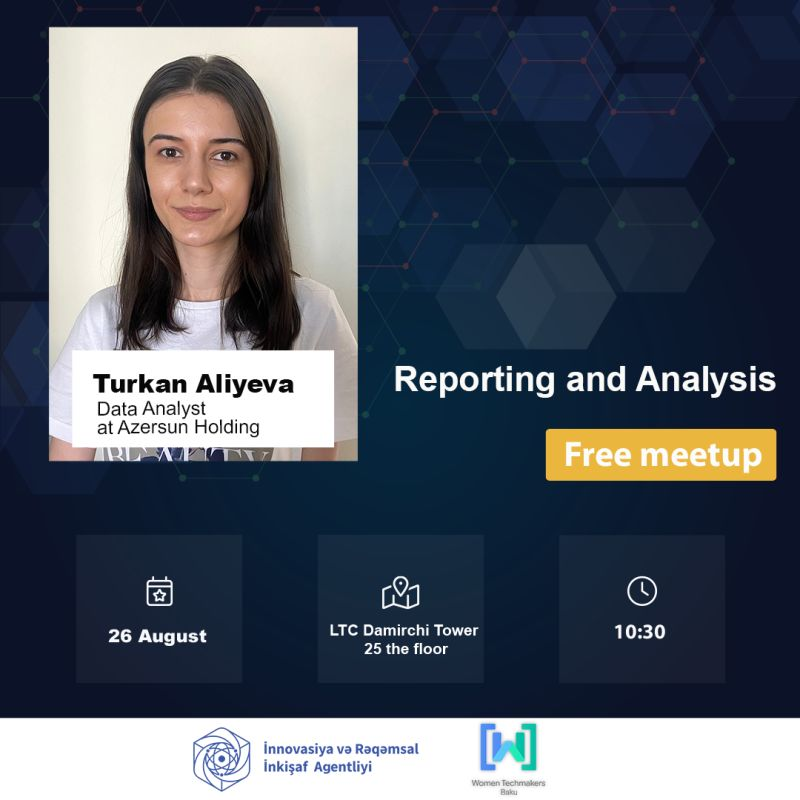 Turkan Aliyeva
Data Analyst
at Azersun Holding
Reporting and Analysis
Free meetup
26 August
LTC Damirchi Tower
25 the floor
10:30
İnnovasiya və Rəqəmsal
İnkişaf Agentliyi
Women Techmakers
Baku